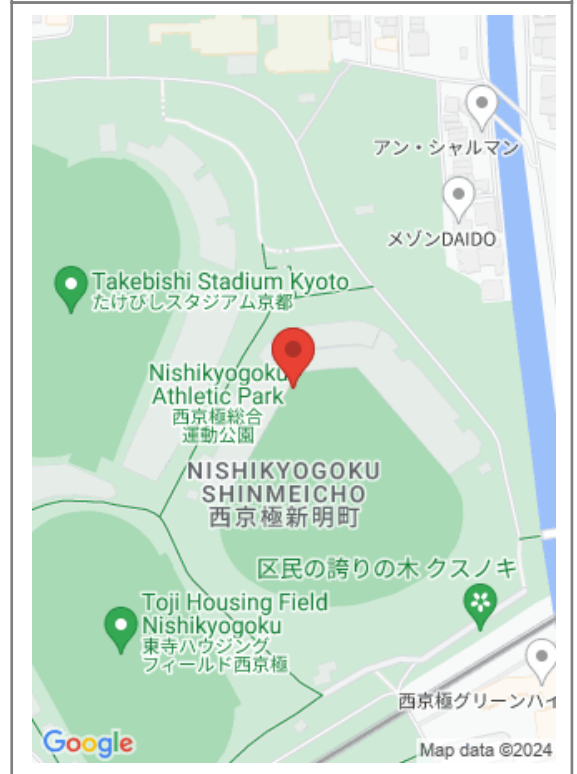 アン・シャルマン
メゾンDAIDO
Takebishi Stadium Kyoto
たけびしスタジアム京都
Nishikyogoku
Athletic Park
西京極総合
運動公園
NISHIKYOGOKU
SHINMEICHO
西京極新明町
区民の誇りの木 クスノキ
Toji Housing Field
Nishikyogoku
東寺ハウジング
フィールド西京極
西京極グリーンハイ
Google
Map data ©2024